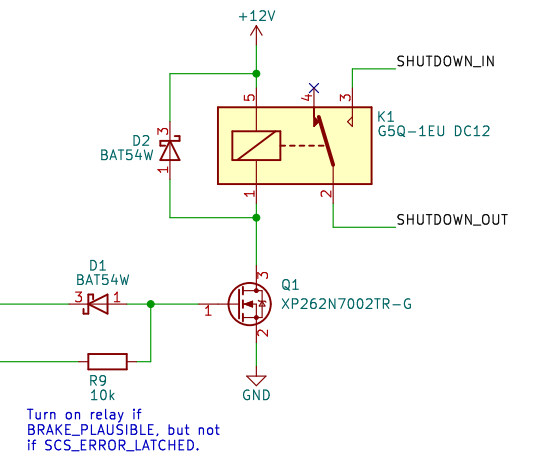 +12V
SHUTDOWN_IN
5
4
3
K1
G5Q-1EU DC12
D2
3
BAT54W
1
1
2
SHUTDOWN_OUT
D1
BAT54W
3
1
3
Q1
XP262N7002TR-G
1
2
R9
10k
GND
Turn on relay if
BRAKE_PLAUSIBLE, but not
if SCS_ERROR_LATCHED.